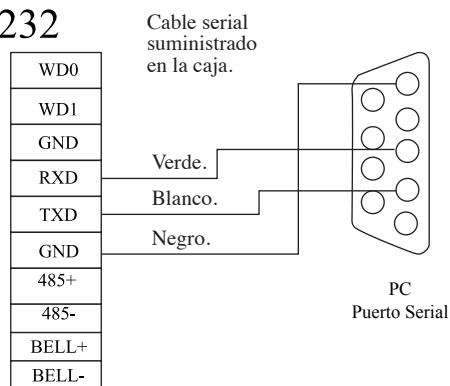 232
Cable serial
suministrado
en la caja.
WD0
WD1
GND
RXD
TXD
GND
485+
485-
BELL+
BELL-
Verde.
Blanco.
Negro.
PC
Puerto Serial